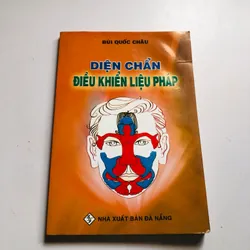 BÙI QUỐC CHÂU
DIỆN CHẨN
ĐIỀU KHIỂN LIỆU PHÁP
NHÀ XUẤT BẢN ĐÀ NẴNG